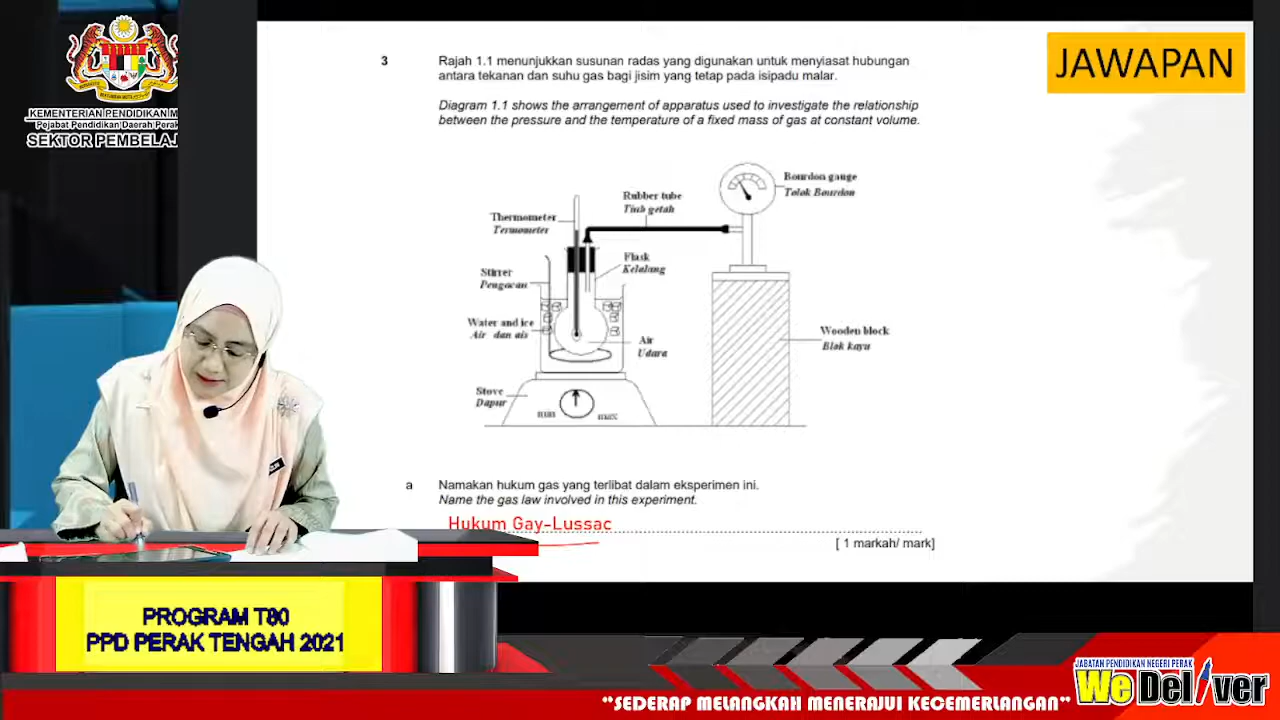 KEMENTERIAN PENDIDIKAN M
Pejabat Pendidikan Daerah Perak
SEKTOR PEMBELAJ
JAWAPAN
3 Rajah 1.1 menunjukkan susunan radas yang digunakan untuk menyiasat hubungan
antara tekanan dan suhu gas bagi jisim yang tetap pada isipadu malar.
Diagram 1.1 shows the arrangement of apparatus used to investigate the relationship
between the pressure and the temperature of a fixed mass of gas at constant volume.
Bourdon gauge
Tolok Bourdon
Rubber tube
Tiub getah
Thermometer
Termometer
Flask
Kelalang
Stirrer
Pengacau
Water and ice
Air dan ais
Air
Udara
Wooden block
Blok kayu
Stove
Dapur
min
max
a Namakan hukum gas yang terlibat dalam eksperimen ini.
Name the gas law involved in this experiment.
Hukum Gay-Lussac
[ 1 markah/ mark]
PROGRAM T80
PPD PERAK TENGAH 2021
JABATAN PENDIDIKAN NEGERI PERAK
We Deliver
"SEDERAP MELANGKAH MENERAJUI KECEMERLANGAN"